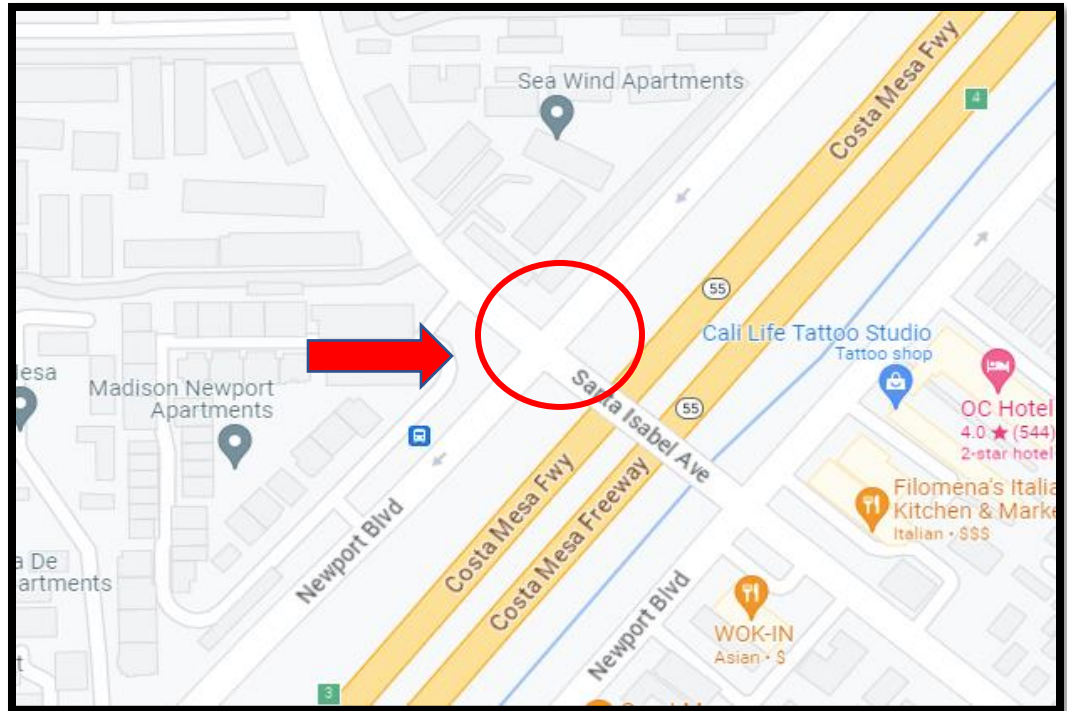 Costa Mesa Fwy
Sea Wind Apartments
4
55
Cali Life Tattoo Studio
Tattoo shop
Madison Newport
Apartments
Santa Isabel Ave
55
OC Hotel
4.0 ★ (544)
2-star hotel
Filomena's Italia
Kitchen & Marke
Italian · $$$
Newport Blvd
Costa Mesa Fwy
Costa Mesa Freeway
De
artments
Newport Blvd
WOK-IN
Asian · $
3